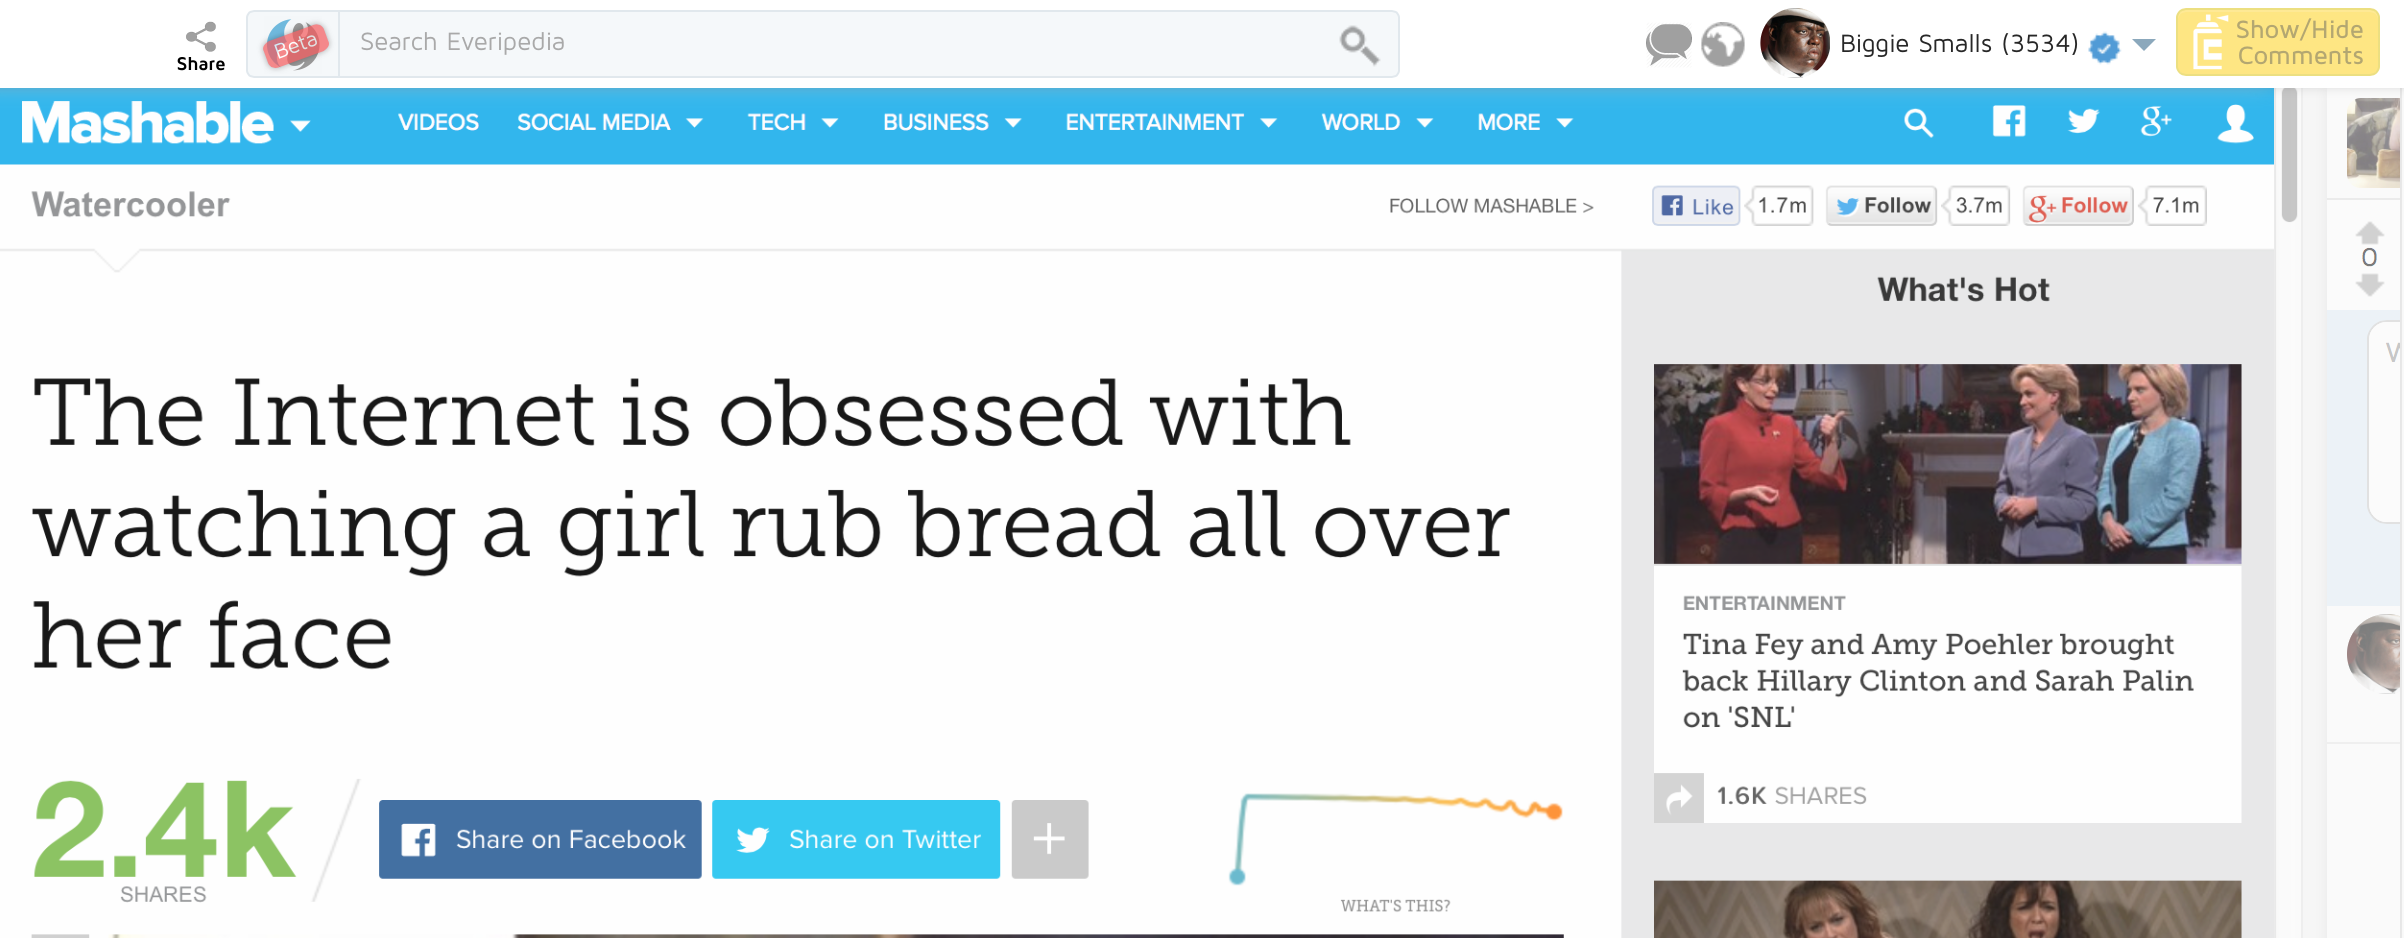 Share
Beta
Search Everipedia
Biggie Smalls (3534)
Show/Hide
Comments
Mashable
VIDEOS
SOCIAL MEDIA
TECH
BUSINESS
ENTERTAINMENT
WORLD
MORE
g+
Watercooler
FOLLOW MASHABLE >
Like
1.7m
Follow
3.7m
g+ Follow
7.1m
The Internet is obsessed with
watching a girl rub bread all over
her face
2.4k
SHARES
Share on Facebook
Share on Twitter
+
WHAT'S THIS?
What's Hot
ENTERTAINMENT
Tina Fey and Amy Poehler brought
back Hillary Clinton and Sarah Palin
on 'SNL'
1.6K SHARES
0